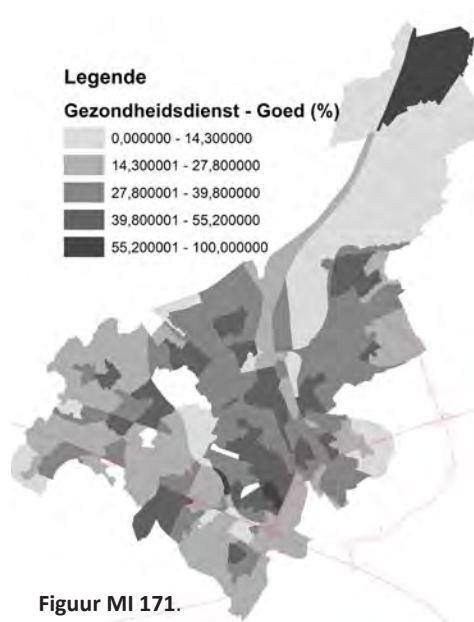 Legende
Gezondheidsdienst - Goed (%)
0,000000 - 14,300000
14,300001 - 27,800000
27,800001 - 39,800000
39,800001 - 55,200000
55,200001 - 100,000000
Figuur MI 171.